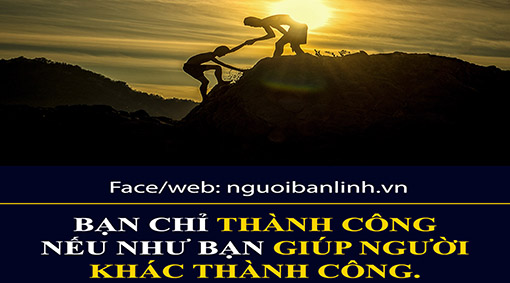 Face/web: nguoibanlinh.vn
BẠN CHỈ THÀNH CÔNG
NẾU NHƯ BẠN GIÚP NGƯỜI
KHÁC THÀNH CÔNG.